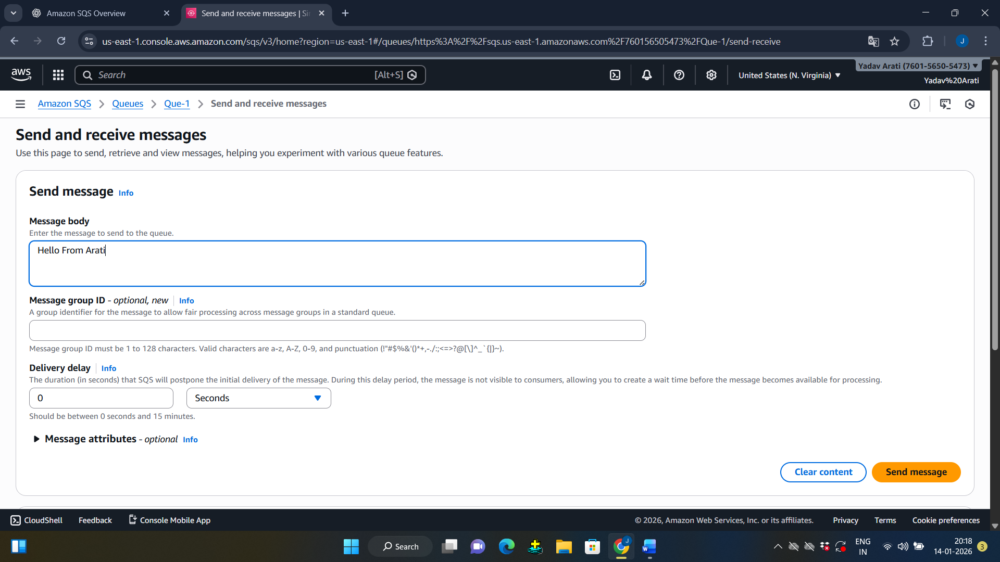 Amazon SQS Overview
Send and receive messages | Sir
us-east-1.console.aws.amazon.com/sqs/v3/home?region=us-east-1#/queues/https%3A%2F%2Fsqs.us-east-1.amazonaws.com%2F760156505473%2FQue-1/send-receive
J
aws
Search
[Alt+S]
United States (N. Virginia)
Yadav Arati (7601-5650-5473)
Yadav%20Arati
Amazon SQS
Queues
Que-1
Send and receive messages
Send and receive messages
Use this page to send, retrieve and view messages, helping you experiment with various queue features.
Send message Info
Message body
Enter the message to send to the queue.
Hello From Arati
Message group ID - optional, new Info
A group identifier for the message to allow fair processing across message groups in a standard queue.
Message group ID must be 1 to 128 characters. Valid characters are a-z, A-Z, 0-9, and punctuation (!"#$%&'()*+,-./:;<=>?@[\]^_`{|}~).
Delivery delay Info
The duration (in seconds) that SQS will postpone the initial delivery of the message. During this delay period, the message is not visible to consumers, allowing you to create a wait time before the message becomes available for processing.
0
Seconds
Should be between 0 seconds and 15 minutes.
Message attributes - optional Info
Clear content
Send message
CloudShell
Feedback
Console Mobile App
© 2026, Amazon Web Services, Inc. or its affiliates.
Privacy
Terms
Cookie preferences
Search
ENG
IN
20:18
14-01-2026
3